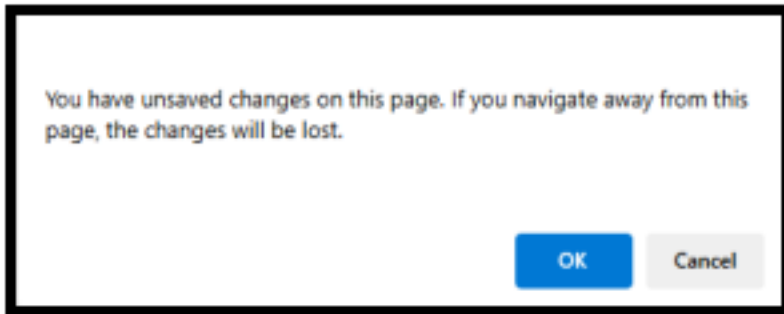 You have unsaved changes on this page. If you navigate away from this
page, the changes will be lost.
OK
Cancel